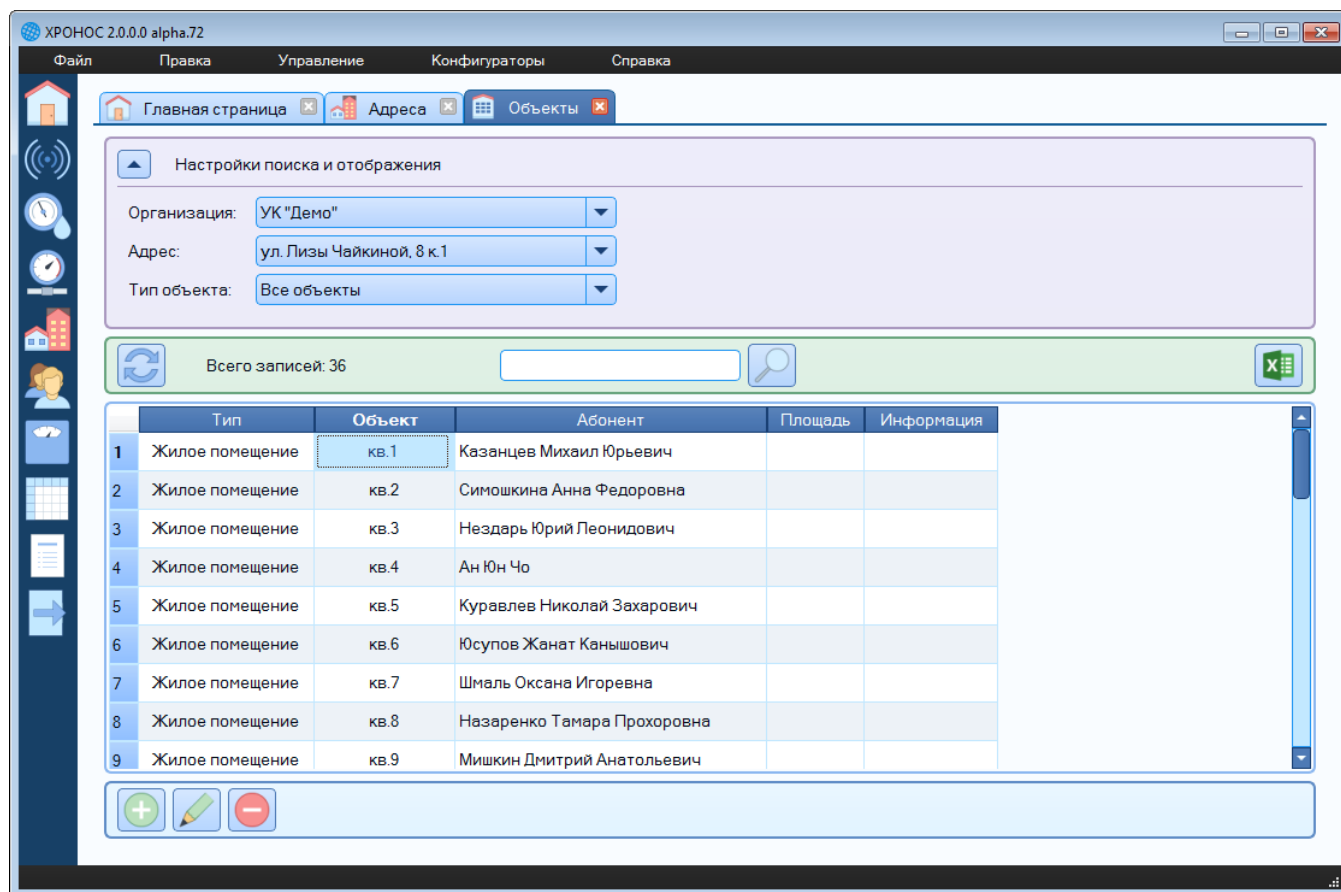 ХРОНОС 2.0.0.0 alpha.72
Файл Правка Управление Конфигураторы Справка
Главная страница Адреса Объекты
Настройки поиска и отображения
Организация: УК "Демо"
Адрес: ул. Лизы Чайкиной, 8 к.1
Тип объекта: Все объекты
Всего записей: 36
Тип Объект Абонент Площадь Информация
1 Жилое помещение кв.1 Казанцев Михаил Юрьевич
2 Жилое помещение кв.2 Симошкина Анна Федоровна
3 Жилое помещение кв.3 Нездарь Юрий Леонидович
4 Жилое помещение кв.4 Ан Юн Чо
5 Жилое помещение кв.5 Куравлев Николай Захарович
6 Жилое помещение кв.6 Юсупов Жанат Канышович
7 Жилое помещение кв.7 Шмаль Оксана Игоревна
8 Жилое помещение кв.8 Назаренко Тамара Прохоровна
9 Жилое помещение кв.9 Мишкин Дмитрий Анатольевич